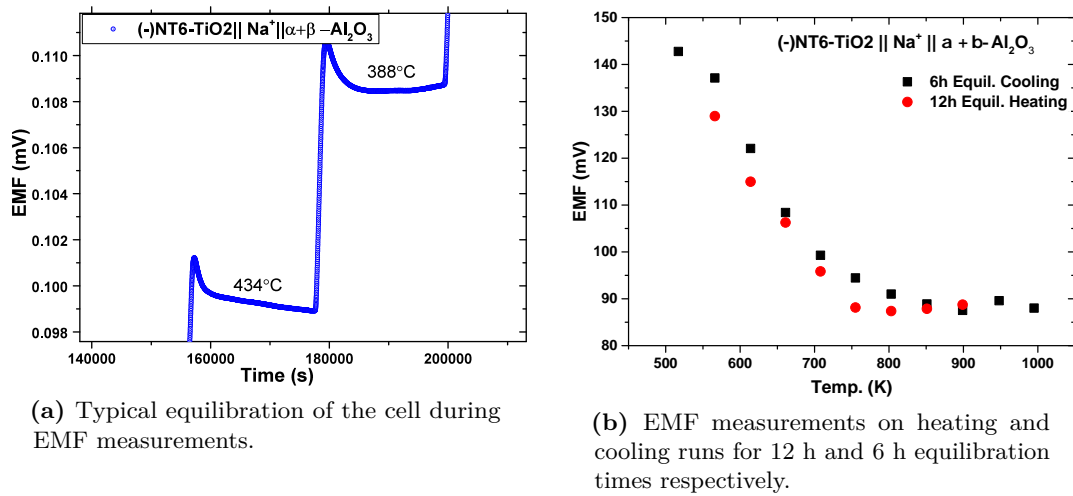 (-)NT6-TiO2|| Na⁺||α+β –Al₂O₃
388°C
434°C
0.110
0.108
0.106
0.104
0.102
0.100
0.098
EMF (mV)
140000 160000 180000 200000
Time (s)
(a) Typical equilibration of the cell during
EMF measurements.
(-)NT6-TiO2 || Na⁺ || a + b- Al₂O₃
6h Equil. Cooling
12h Equil. Heating
150
140
130
120
110
100
90
80
EMF (mV)
500 600 700 800 900 1000
Temp. (K)
(b) EMF measurements on heating and
cooling runs for 12 h and 6 h equilibration
times respectively.